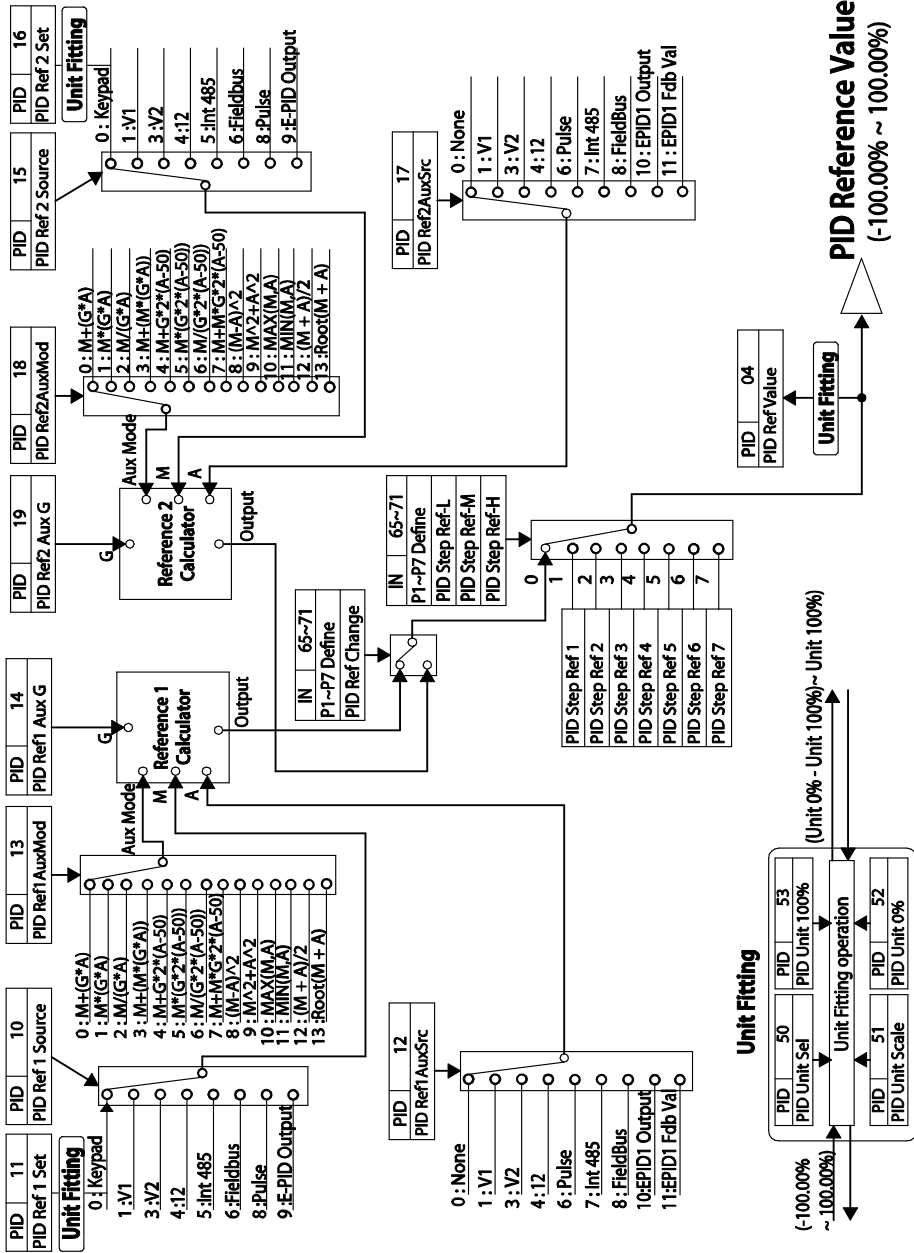 PID 11
PID Ref 1 Set
Unit Fitting
PID 10
PID Ref 1 Source
0 : Keypad
1 :V1
3 :V2
4 :12
5 :Int 485
6 :Fieldbus
8 :Pulse
9 :E-PID Output
PID 13
PID Ref1AuxMod
0 : M+(G*A)
1 : M*(G*A)
2 : M/(G*A)
3 : M+(M*(G*A))
4 : M+G*2*(A-50)
5 : M*(G*2*(A-50))
6 : M/(G*2*(A-50))
7 : M+M*G*2*(A-50)
8 : (M-A)^2
9 : M^2+A^2
10 : MAX(M,A)
11 : MIN(M,A)
12 : (M + A)/2
13 :Root(M + A)
PID 14
PID Ref1 Aux G
G
Aux Mode
M
A
Reference 1
Calculator
Output
PID 19
PID Ref2 Aux G
G
Aux Mode
M
A
Reference 2
Calculator
Output
PID 18
PID Ref2AuxMod
0 : M+(G*A)
1 : M*(G*A)
2 : M/(G*A)
3 : M+(M*(G*A))
4 : M+G*2*(A-50)
5 : M*(G*2*(A-50))
6 : M/(G*2*(A-50))
7 : M+M*G*2*(A-50)
8 : (M-A)^2
9 : M^2+A^2
10 : MAX(M,A)
11 : MIN(M,A)
12 : (M + A)/2
13 :Root(M + A)
PID 15
PID Ref 2 Source
PID 16
PID Ref 2 Set
Unit Fitting
0 : Keypad
1 :V1
3 :V2
4 :12
5 :Int 485
6 :Fieldbus
8 :Pulse
9 :E-PID Output
PID 12
PID Ref1AuxSrc
0 : None
1 : V1
3 : V2
4 : 12
6 : Pulse
7 : Int 485
8 : FieldBus
10:EPID1 Output
11:EPID1 Fdb Val
IN 65~71
P1~P7 Define
PID Ref Change
IN 65~71
P1~P7 Define
PID Step Ref-L
PID Step Ref-M
PID Step Ref-H
PID 17
PID Ref2AuxSrc
0 : None
1 : V1
3 : V2
4 : 12
6 : Pulse
7 : Int 485
8 : FieldBus
10 : EPID1 Output
11 : EPID1 Fdb Val
0
1
2
3
4
5
6
7
PID Step Ref 1
PID Step Ref 2
PID Step Ref 3
PID Step Ref 4
PID Step Ref 5
PID Step Ref 6
PID Step Ref 7
PID 04
PID Ref Value
Unit Fitting
PID Reference Value
(-100.00% ~ 100.00%)
Unit Fitting
PID 50
PID Unit Sel
PID 53
PID Unit 100%
Unit Fitting operation
PID 51
PID Unit Scale
PID 52
PID Unit 0%
(-100.00%
~ 100.00%)
(Unit 0% - Unit 100%) ~ Unit 100%)